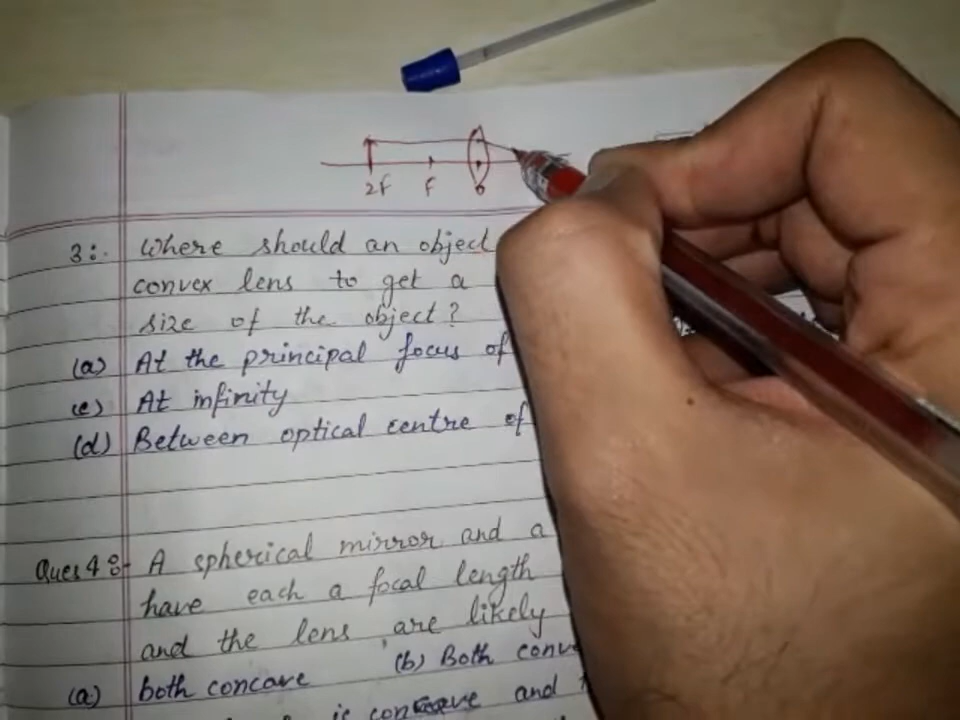 2F F O
3:. Where should an object
convex lens to get a
size of the object?
(a) At the principal focus of
(c) At infinity
(d) Between optical centre of
Ques 4:- A spherical mirror and a
have each a focal length
and the lens are likely
(a) both concave (b) Both conve
is concave and